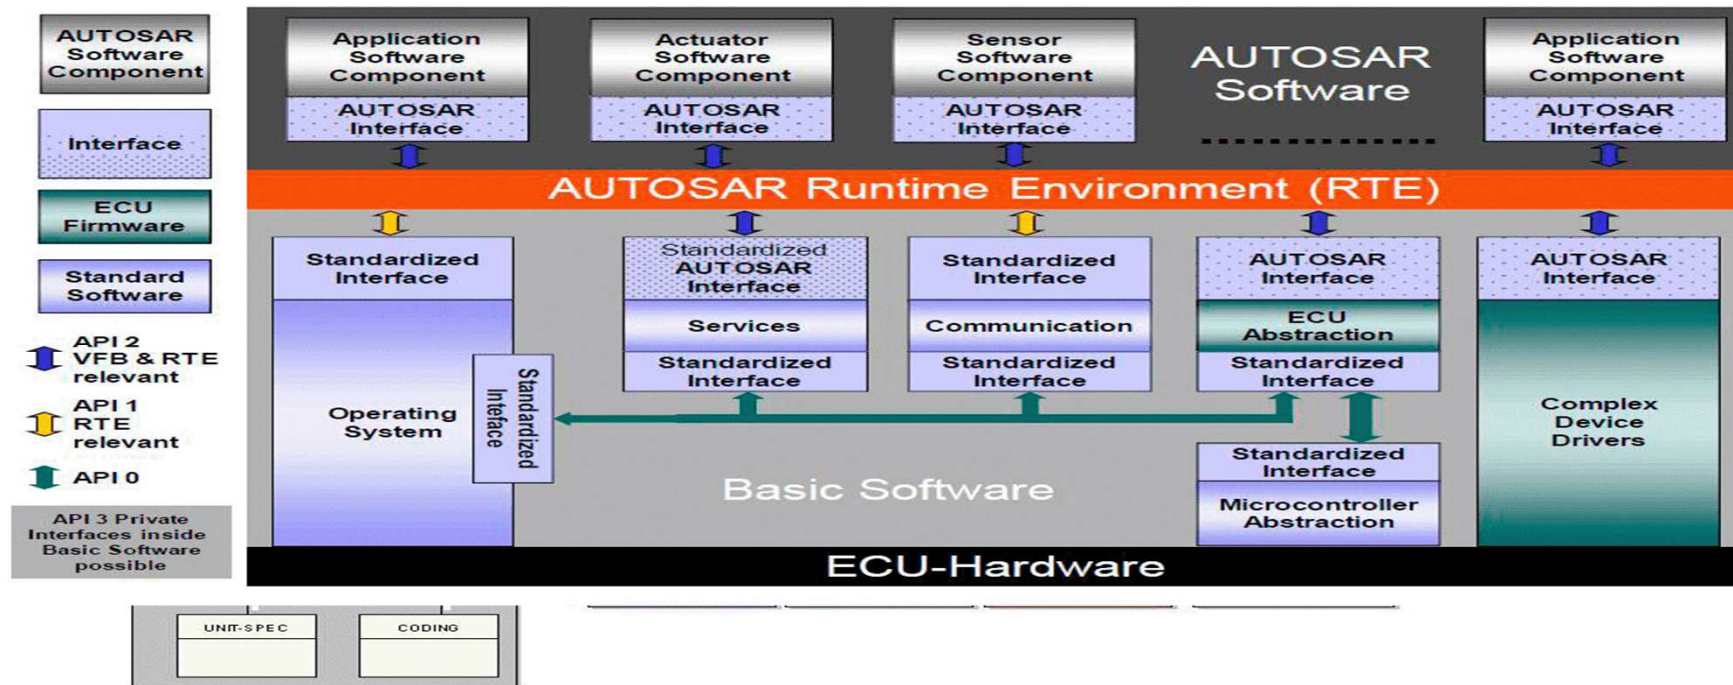 AUTOSAR
Software
Component
Interface
ECU
Firmware
Standard
Software
API 2
VFB & RTE
relevant
API 1
RTE
relevant
API 0
API 3 Private
Interfaces inside
Basic Software
possible
Application
Software
Component
AUTOSAR
Interface
Actuator
Software
Component
AUTOSAR
Interface
Sensor
Software
Component
AUTOSAR
Interface
AUTOSAR
Software
Application
Software
Component
AUTOSAR
Interface
AUTOSAR Runtime Environment (RTE)
Standardized
Interface
Operating
System
Standardized
Inteface
Standardized
AUTOSAR
Interface
Services
Standardized
Interface
Standardized
Interface
Communication
Standardized
Interface
AUTOSAR
Interface
ECU
Abstraction
Standardized
Interface
Standardized
Interface
Microcontroller
Abstraction
AUTOSAR
Interface
Complex
Device
Drivers
Basic Software
ECU-Hardware
UNIT-SPEC
CODING